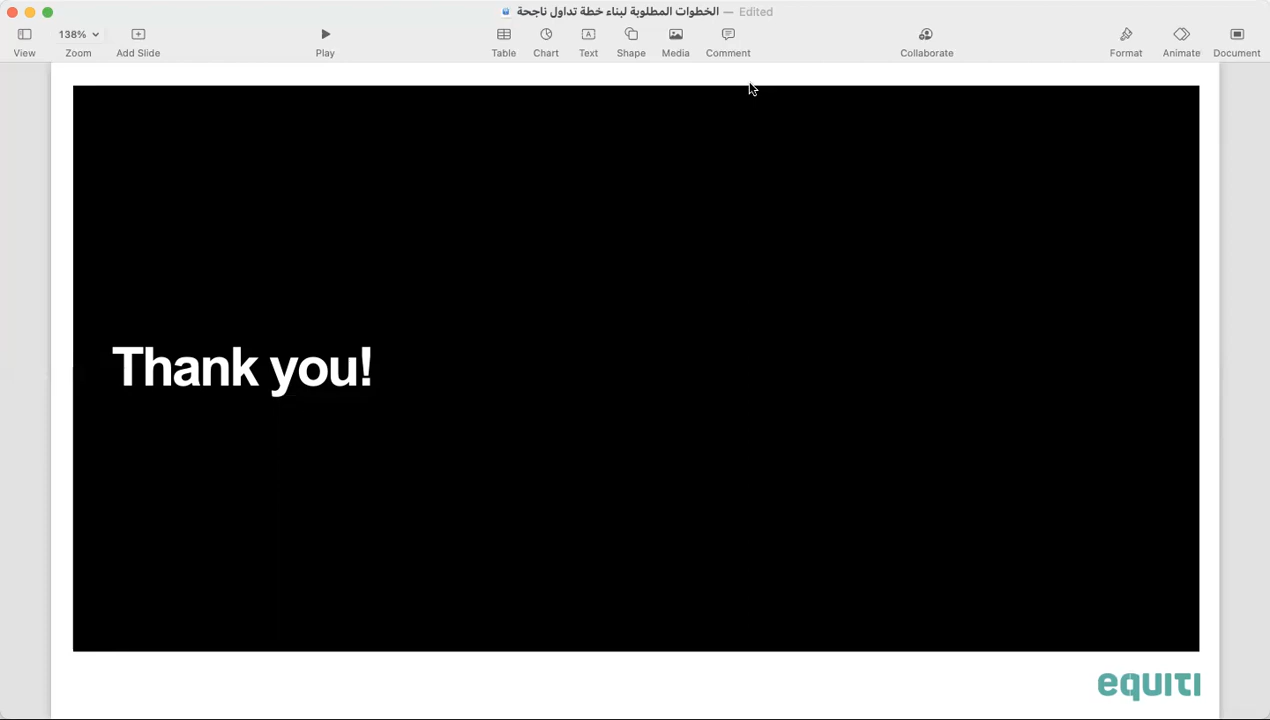 الخطوات المطلوبة لبناء خطة تداول ناجحة — Edited
138%
View
Zoom
Add Slide
Play
Table
Chart
Text
Shape
Media
Comment
Collaborate
Format
Animate
Document
Thank you!
equiti